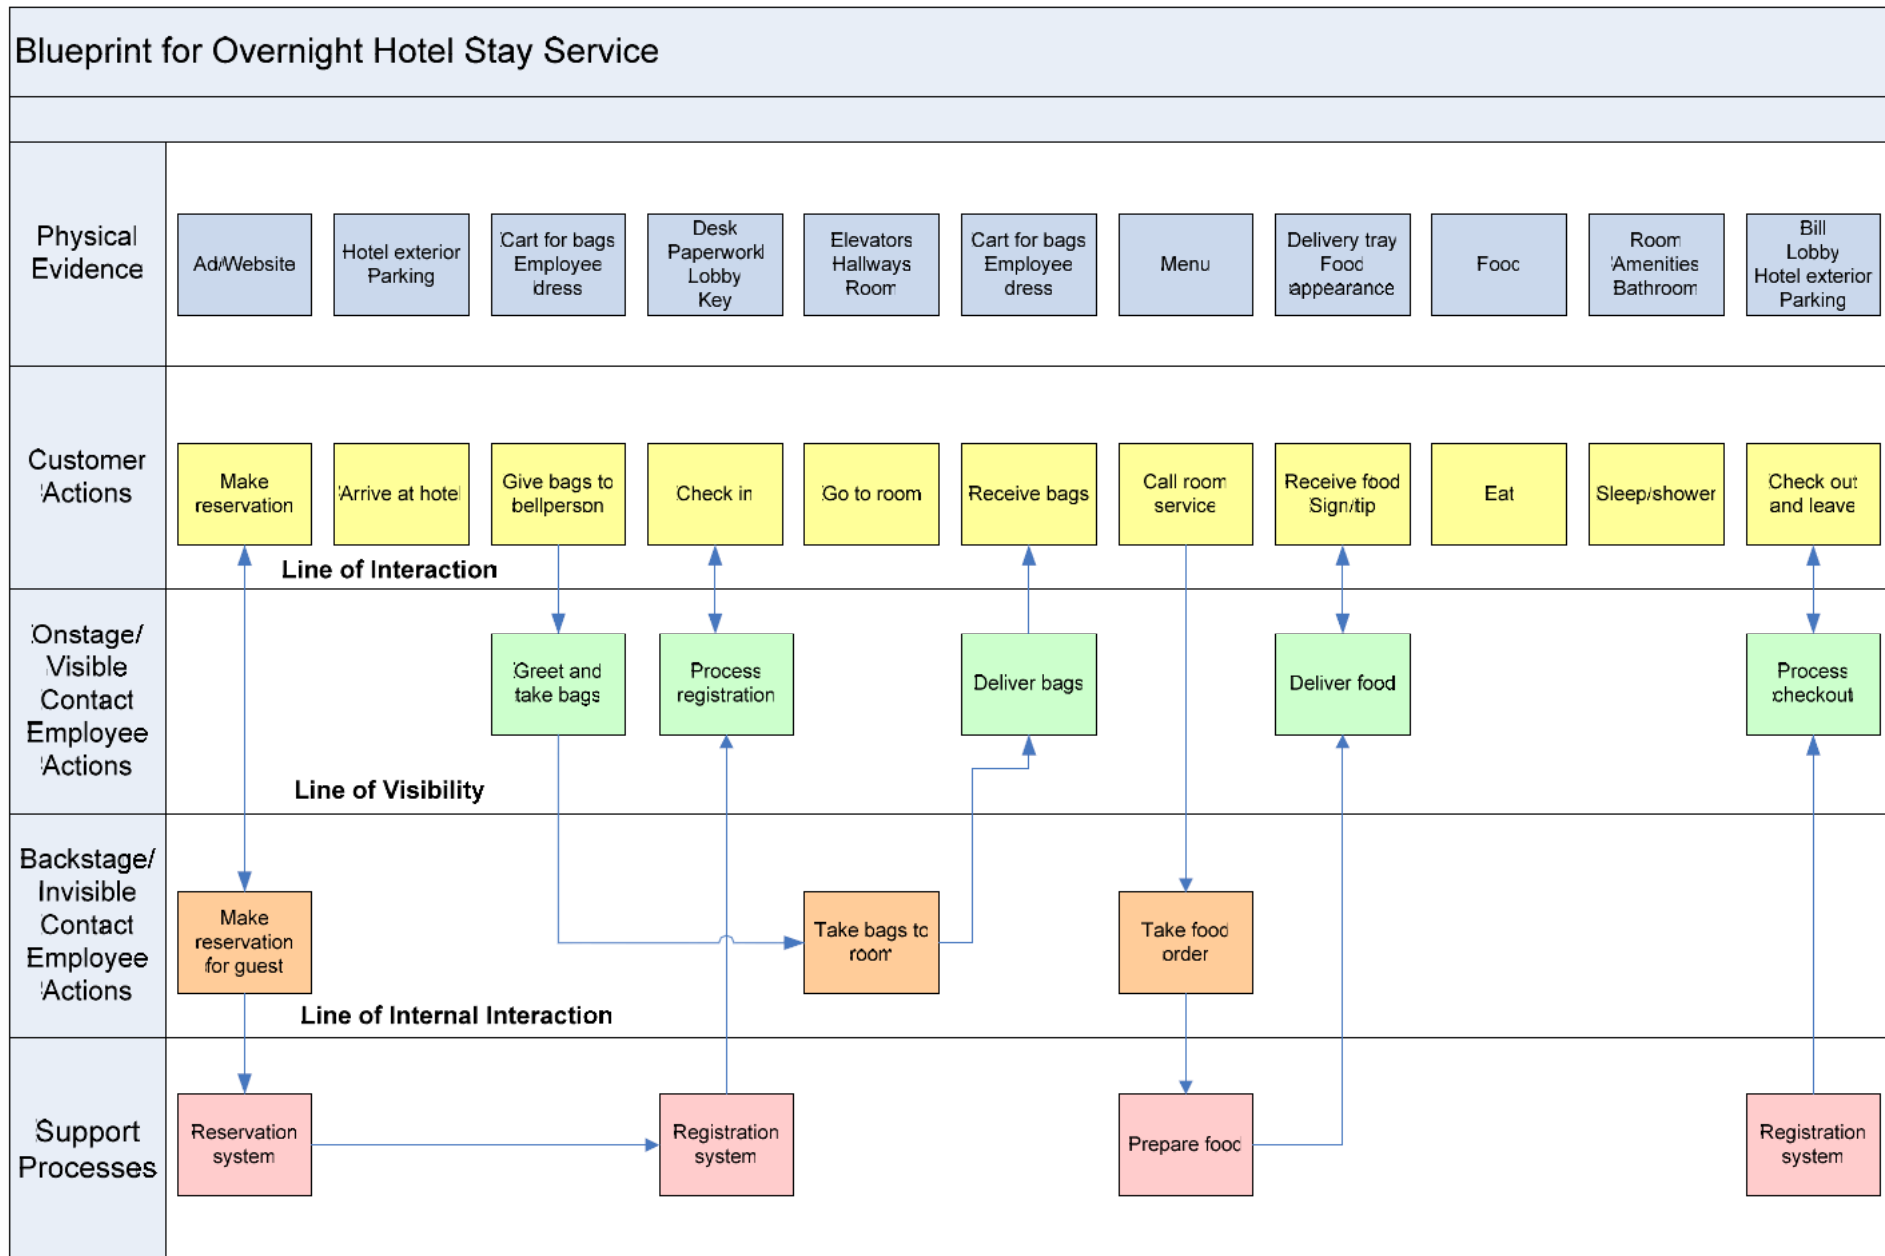 Blueprint for Overnight Hotel Stay Service
Physical
Evidence
Ad/Website
Hotel exterior
Parking
Cart for bags
Employee
dress
Desk
Paperwork
Lobby
Key
Elevators
Hallways
Room
Cart for bags
Employee
dress
Menu
Delivery tray
Food
appearance
Food
Room
Amenities
Bathroom
Bill
Lobby
Hotel exterior
Parking
Customer
Actions
Make
reservation
Arrive at hotel
Give bags to
bellperson
Check in
Go to room
Receive bags
Call room
service
Receive food
Sign/tip
Eat
Sleep/shower
Check out
and leave
Line of Interaction
Onstage/
Visible
Contact
Employee
Actions
Greet and
take bags
Process
registration
Deliver bags
Deliver food
Process
checkout
Line of Visibility
Backstage/
Invisible
Contact
Employee
Actions
Make
reservation
for guest
Take bags to
room
Take food
order
Line of Internal Interaction
Support
Processes
Reservation
system
Registration
system
Prepare food
Registration
system